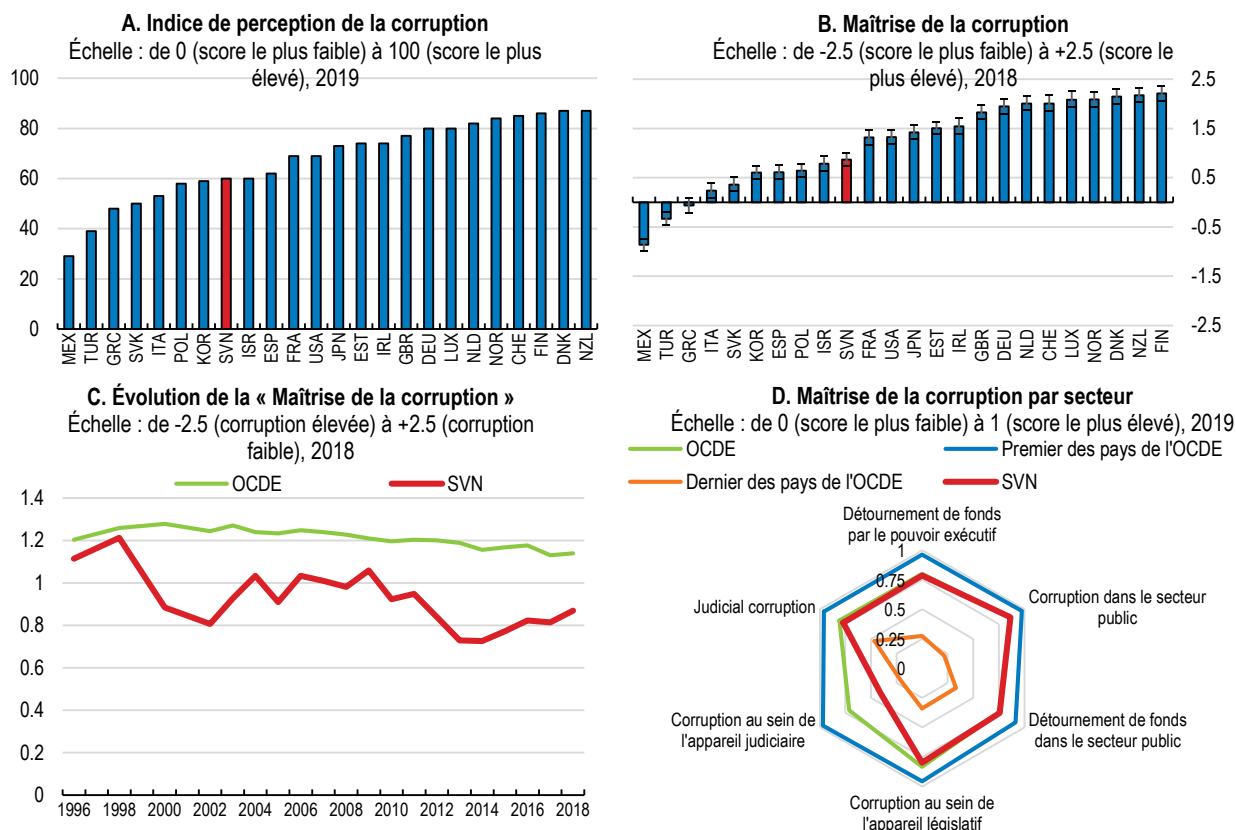 A. Indice de perception de la corruption
Échelle : de 0 (score le plus faible) à 100 (score le plus
élevé), 2019
100
80
60
40
20
0
MEX TUR GRC SVK ITA POL KOR SVN ISR ESP FRA USA JPN EST IRL GBR DEU LUX NLD NOR CHE FIN DNK NZL
B. Maîtrise de la corruption
Échelle : de -2.5 (score le plus faible) à +2.5 (score le
plus élevé), 2018
2.5
1.5
0.5
-0.5
-1.5
-2.5
MEX TUR GRC ITA SVK KOR ESP POL ISR SVN FRA USA JPN EST IRL GBR DEU NLD CHE LUX NOR DNK NZL FIN
C. Évolution de la « Maîtrise de la corruption »
Échelle : de -2.5 (corruption élevée) à +2.5 (corruption
faible), 2018
OCDE SVN
1.4
1.2
1
0.8
0.6
0.4
0.2
0
1996 1998 2000 2002 2004 2006 2008 2010 2012 2014 2016 2018
D. Maîtrise de la corruption par secteur
Échelle : de 0 (score le plus faible) à 1 (score le plus élevé), 2019
OCDE Premier des pays de l'OCDE
Dernier des pays de l'OCDE SVN
Détournement de fonds
par le pouvoir exécutif
1
0.75
0.5
0.25
0
Corruption dans le secteur
public
Détournement de fonds
dans le secteur public
Corruption au sein de
l'appareil législatif
Corruption au sein de
l'appareil judiciaire
Judicial corruption